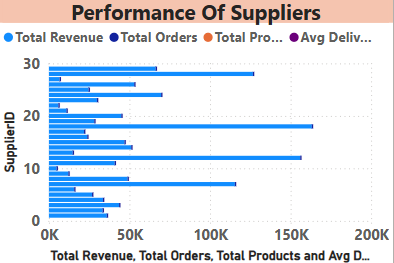 Performance Of Suppliers
Total Revenue Total Orders Total Pro... Avg Deliv...
30
20
10
0
SupplierID
0K 50K 100K 150K 200K
Total Revenue, Total Orders, Total Products and Avg D...